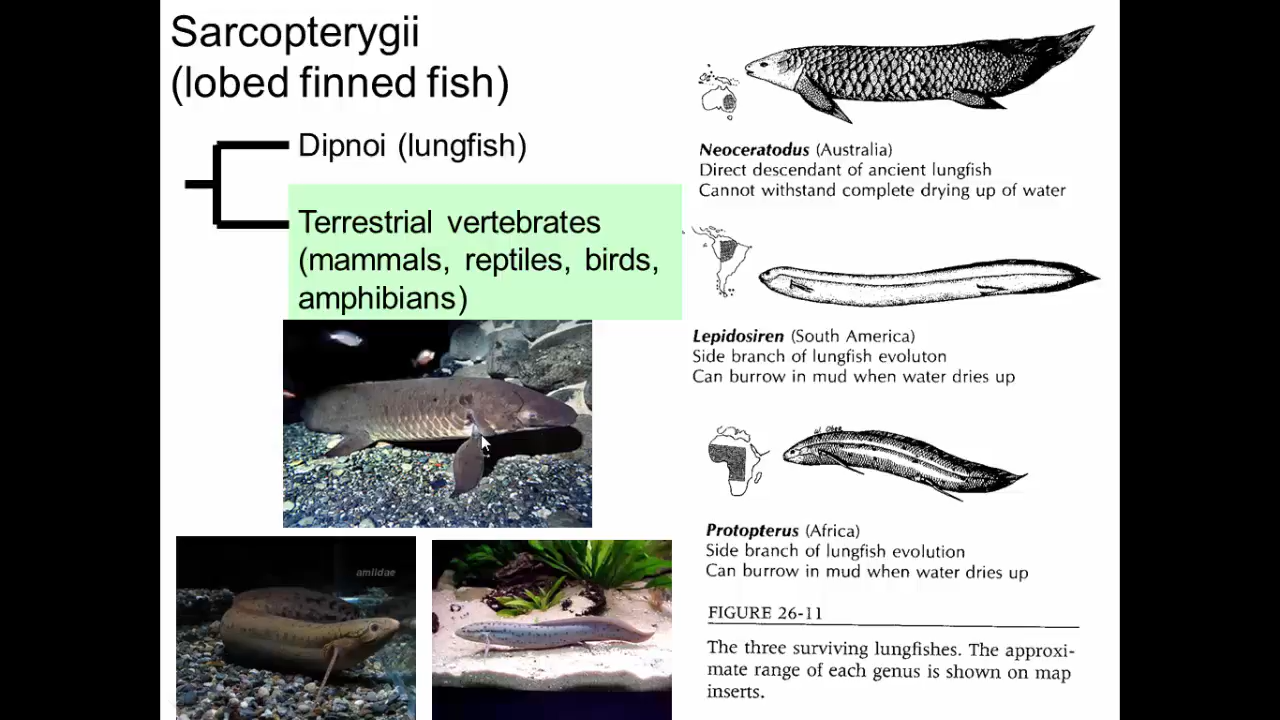 Sarcopterygii
(lobed finned fish)
Dipnoi (lungfish)
Terrestrial vertebrates
(mammals, reptiles, birds,
amphibians)
amiidae
Neoceratodus (Australia)
Direct descendant of ancient lungfish
Cannot withstand complete drying up of water
Lepidosiren (South America)
Side branch of lungfish evoluton
Can burrow in mud when water dries up
Protopterus (Africa)
Side branch of lungfish evolution
Can burrow in mud when water dries up
FIGURE 26-11
The three surviving lungfishes. The approxi-
mate range of each genus is shown on map
inserts.